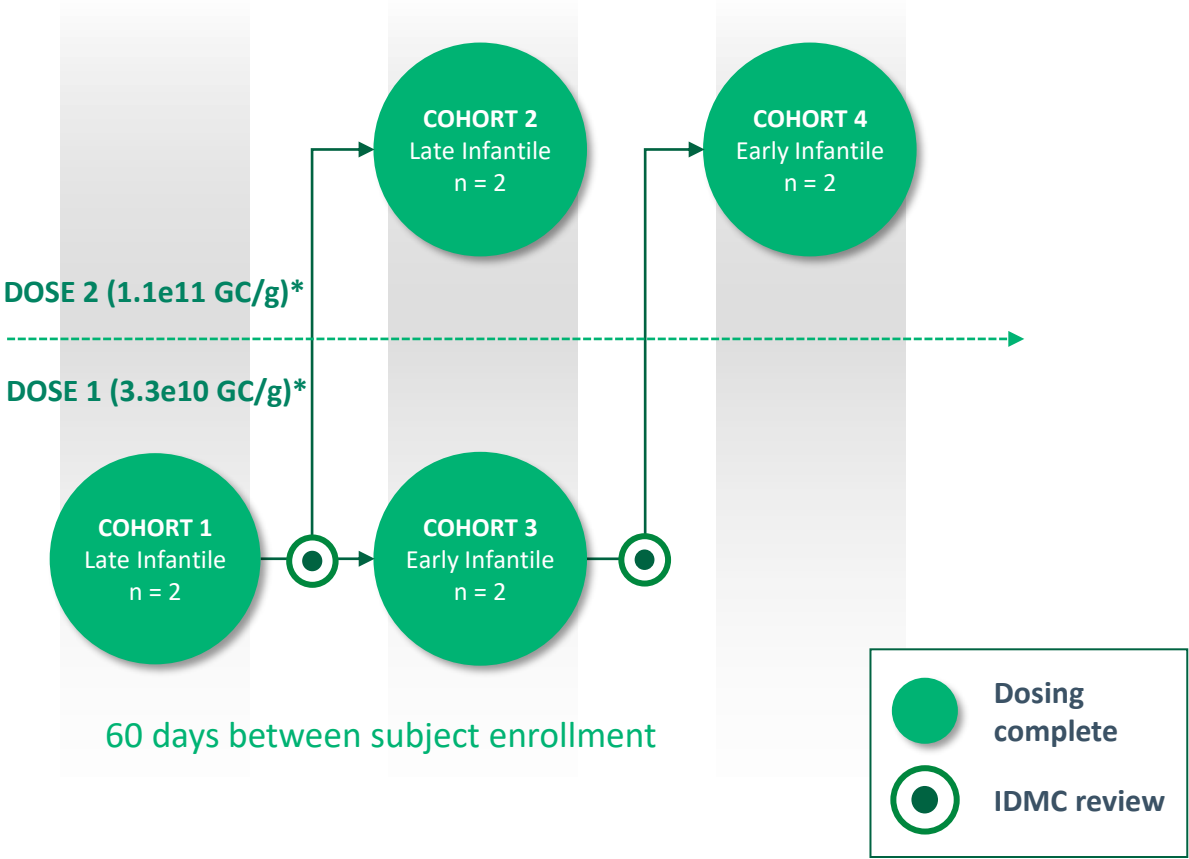 COHORT 2
Late Infantile
n = 2
COHORT 4
Early Infantile
n = 2
DOSE 2 (1.1e11 GC/g)*
DOSE 1 (3.3e10 GC/g)*
COHORT 1
Late Infantile
n = 2
COHORT 3
Early Infantile
n = 2
60 days between subject enrollment
Dosing
complete
IDMC review